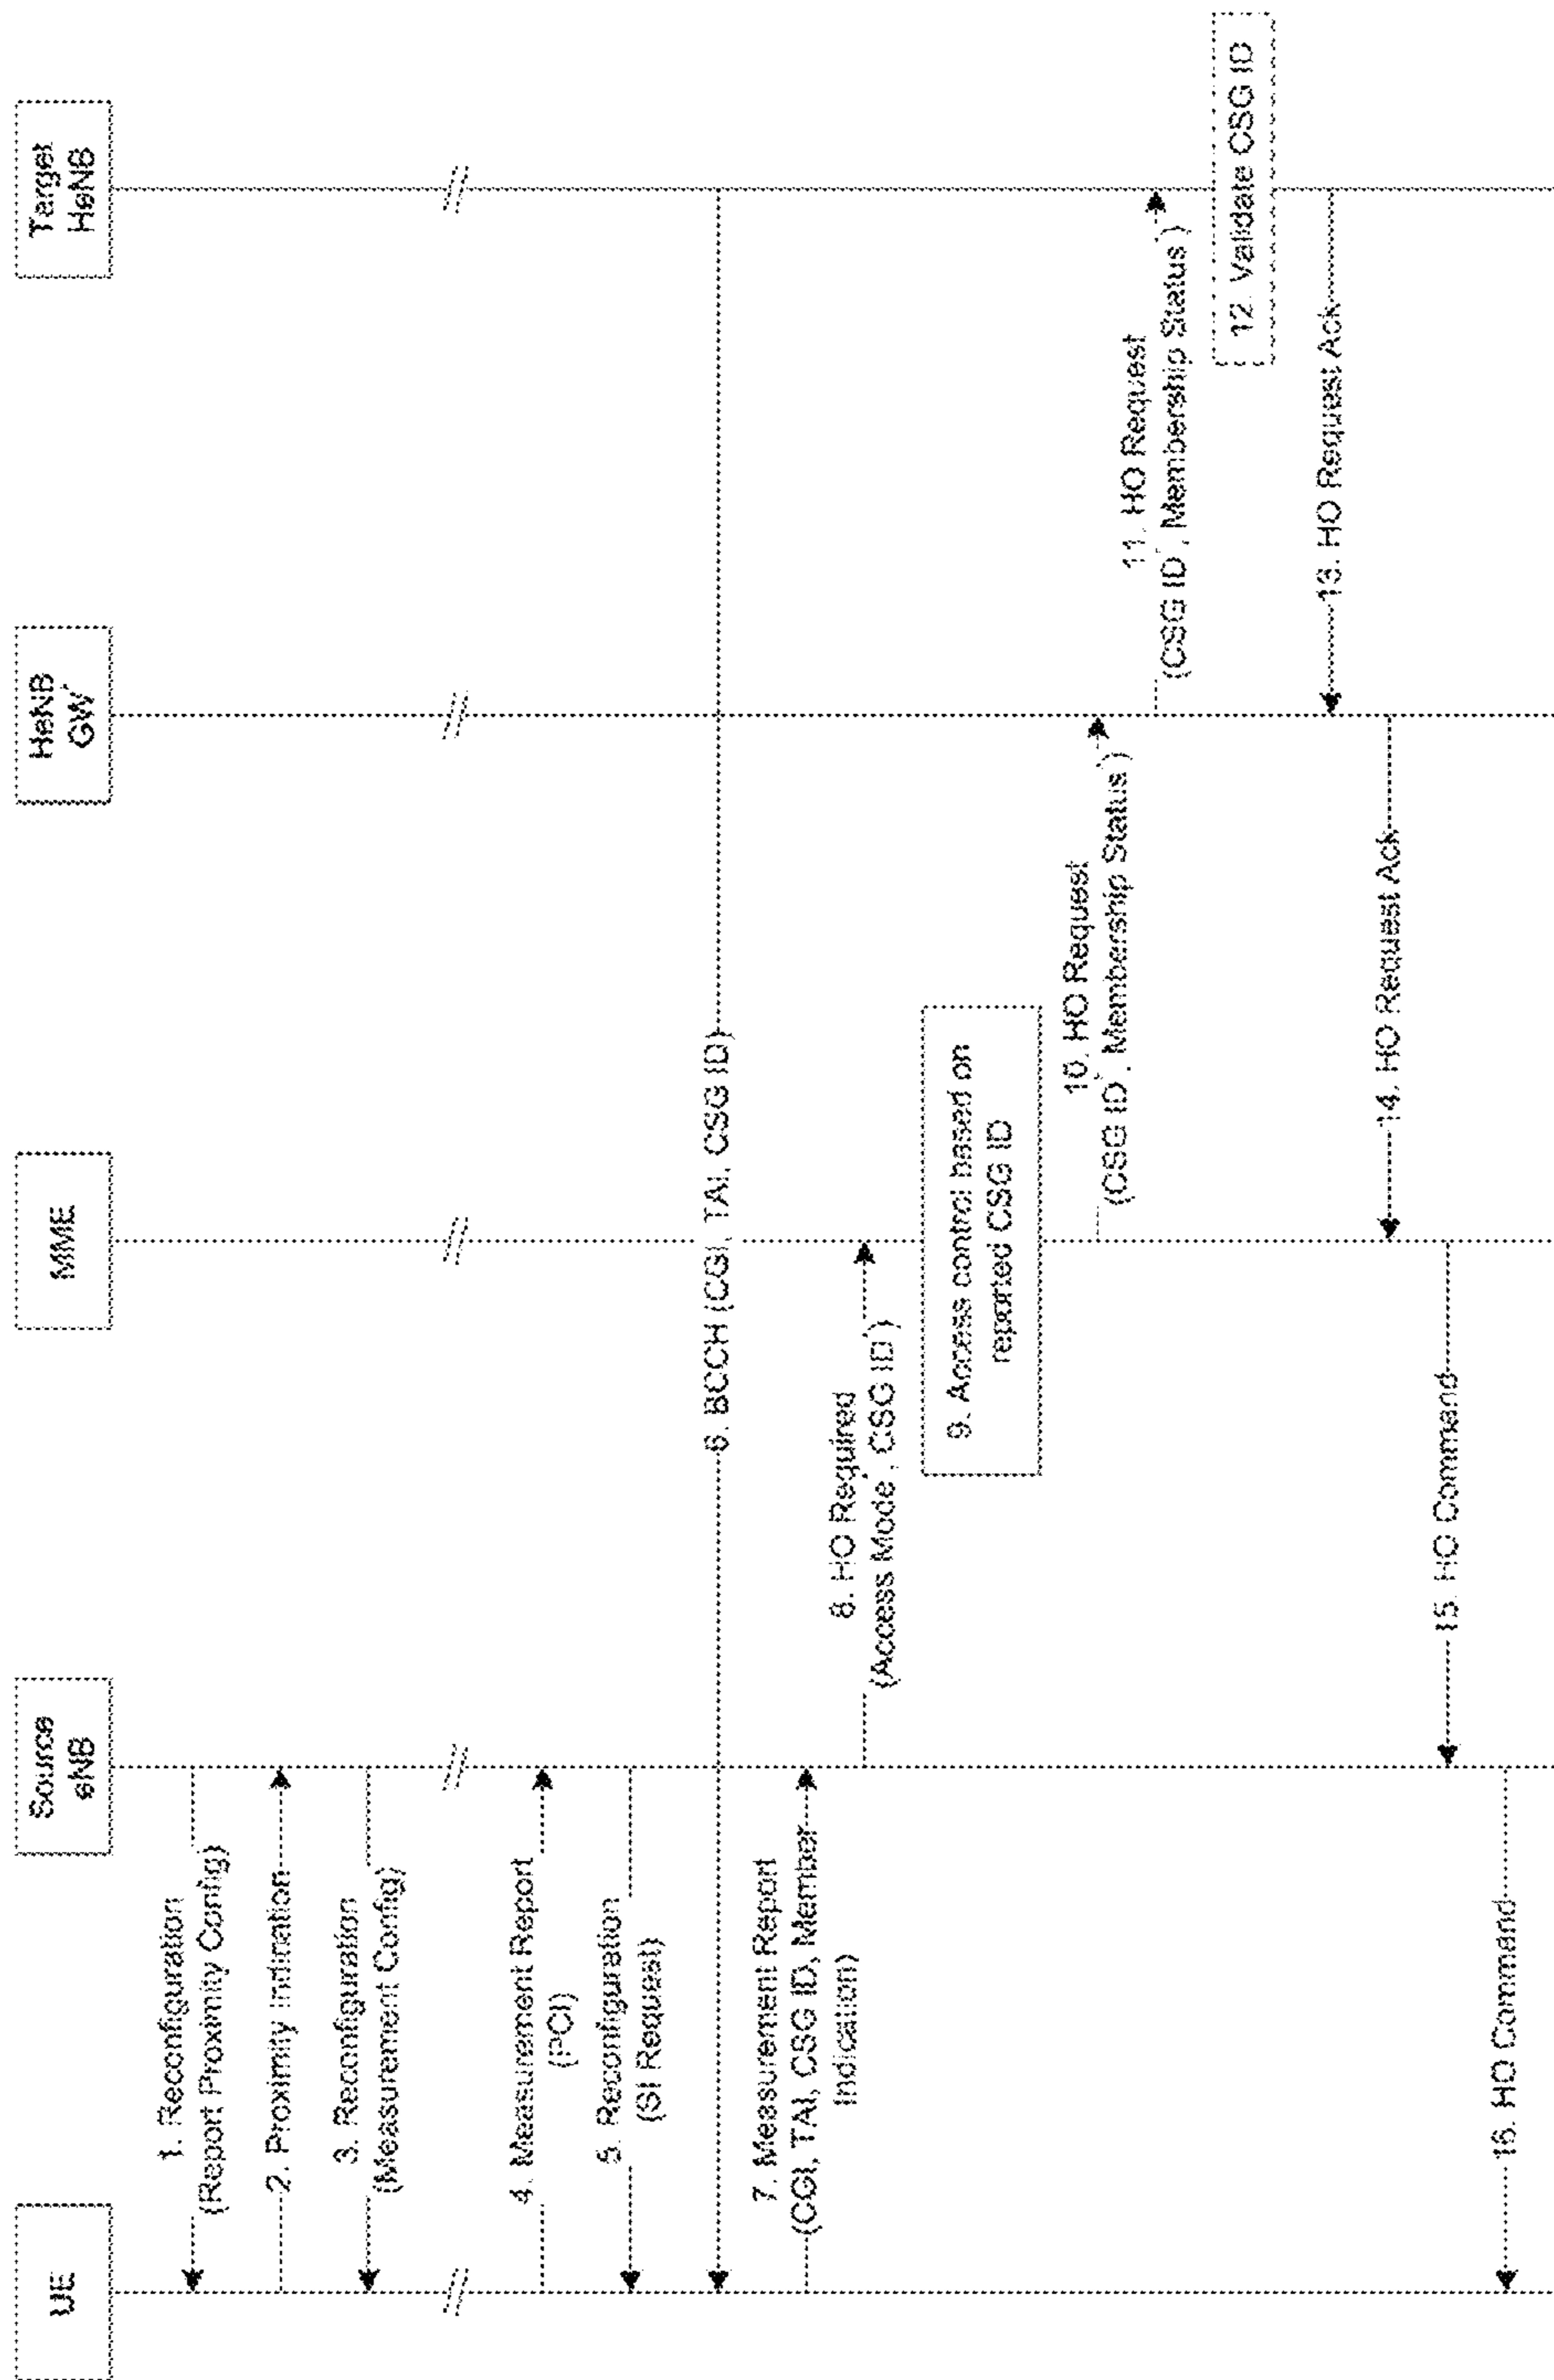 UE
Source
eNB
MME
HeNB
GW*
Target
HeNB
1. Reconfiguration
(Report Proximity Config)
2. Proximity Indination
3. Reconfiguration
(Measurement Config)
4. Measurement Report
(PCI)
5. Reconfiguration
(SI Request)
6. BCCH (CGI, TAI, CSG ID)
7. Measurement Report
(CGI, TAI, CSG ID, Member
Indication)
8. HO Required
(Access Mode*, CSG ID*)
9. Access control based on
reported CSG ID
10. HO Request
(CSG ID*, Membership Status*)
11. HO Request
(CSG ID*, Membership Status*)
12. Validate CSG ID
13. HO Request Ack
14. HO Request Ack
15. HO Command
16. HO Command